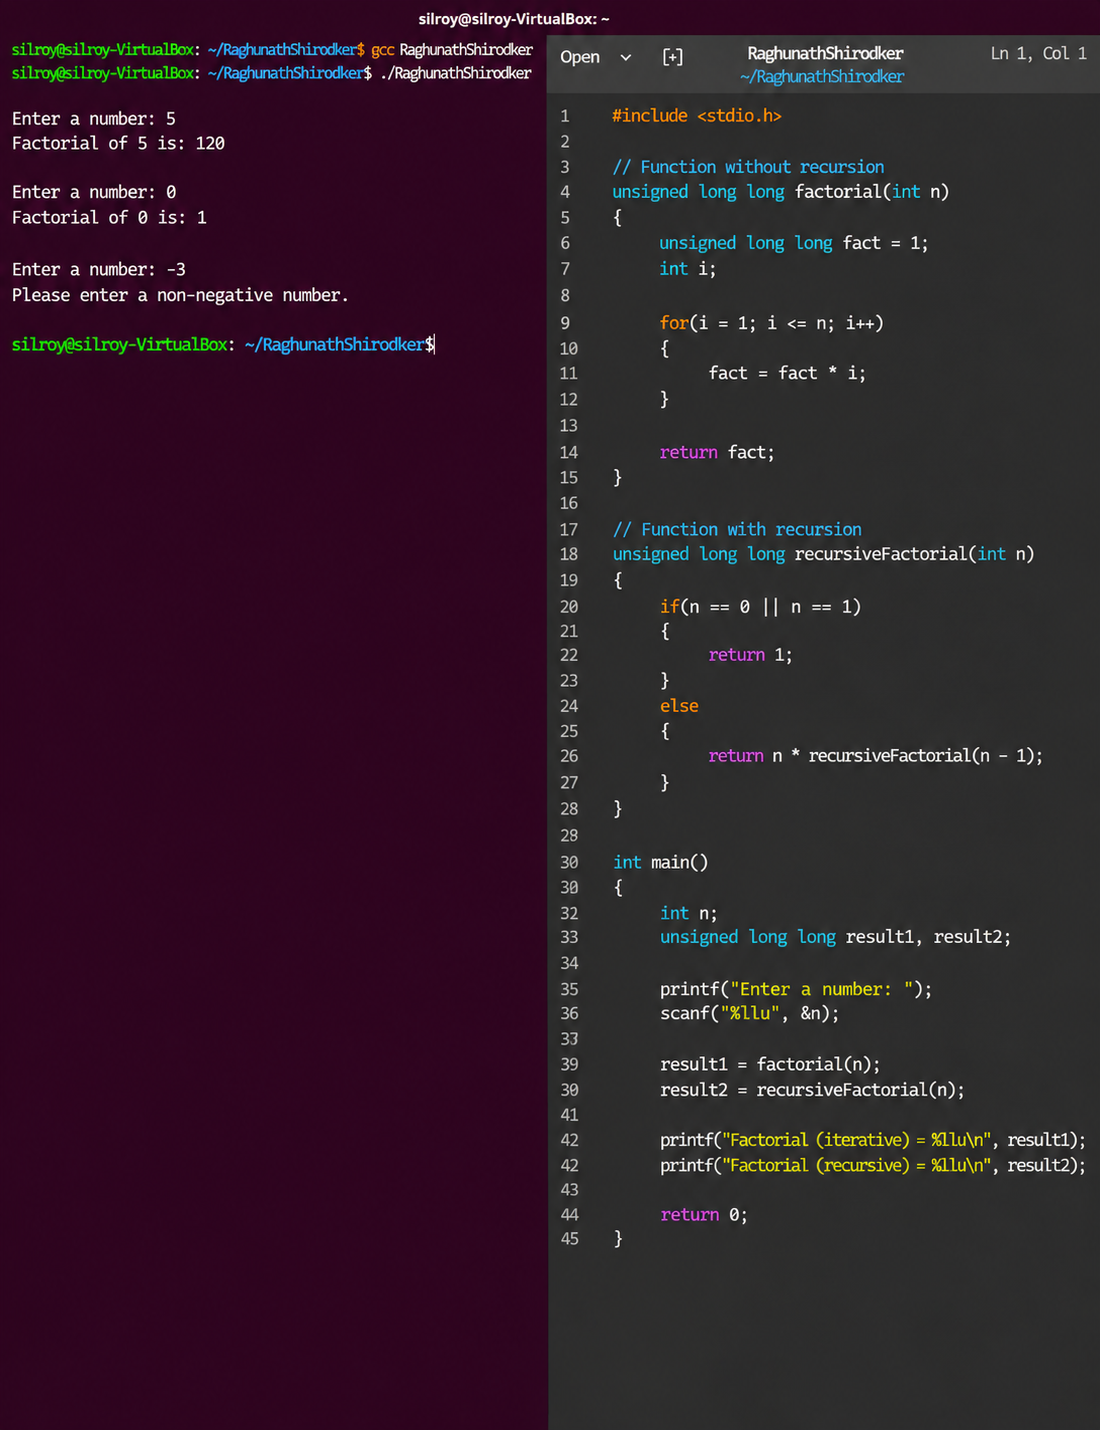 silroy@silroy-VirtualBox: ~
silroy@silroy-VirtualBox: ~/RaghunathShirodker$ gcc RaghunathShirodker
silroy@silroy-VirtualBox: ~/RaghunathShirodker$ ./RaghunathShirodker
Enter a number: 5
Factorial of 5 is: 120
Enter a number: 0
Factorial of 0 is: 1
Enter a number: -3
Please enter a non-negative number.
silroy@silroy-VirtualBox: ~/RaghunathShirodker$
Open [+] RaghunathShirodker Ln 1, Col 1
~/RaghunathShirodker
1 #include <stdio.h>
2
3 // Function without recursion
4 unsigned long long factorial(int n)
5 {
6 unsigned long long fact = 1;
7 int i;
8
9 for(i = 1; i <= n; i++)
10 {
11 fact = fact * i;
12 }
13
14 return fact;
15 }
16
17 // Function with recursion
18 unsigned long long recursiveFactorial(int n)
19 {
20 if(n == 0 || n == 1)
21 {
22 return 1;
23 }
24 else
25 {
26 return n * recursiveFactorial(n - 1);
27 }
28 }
28
30 int main()
30 {
32 int n;
33 unsigned long long result1, result2;
34
35 printf("Enter a number: ");
36 scanf("%llu", &n);
33
39 result1 = factorial(n);
30 result2 = recursiveFactorial(n);
41
42 printf("Factorial (iterative) = %llu\n", result1);
42 printf("Factorial (recursive) = %llu\n", result2);
43
44 return 0;
45 }